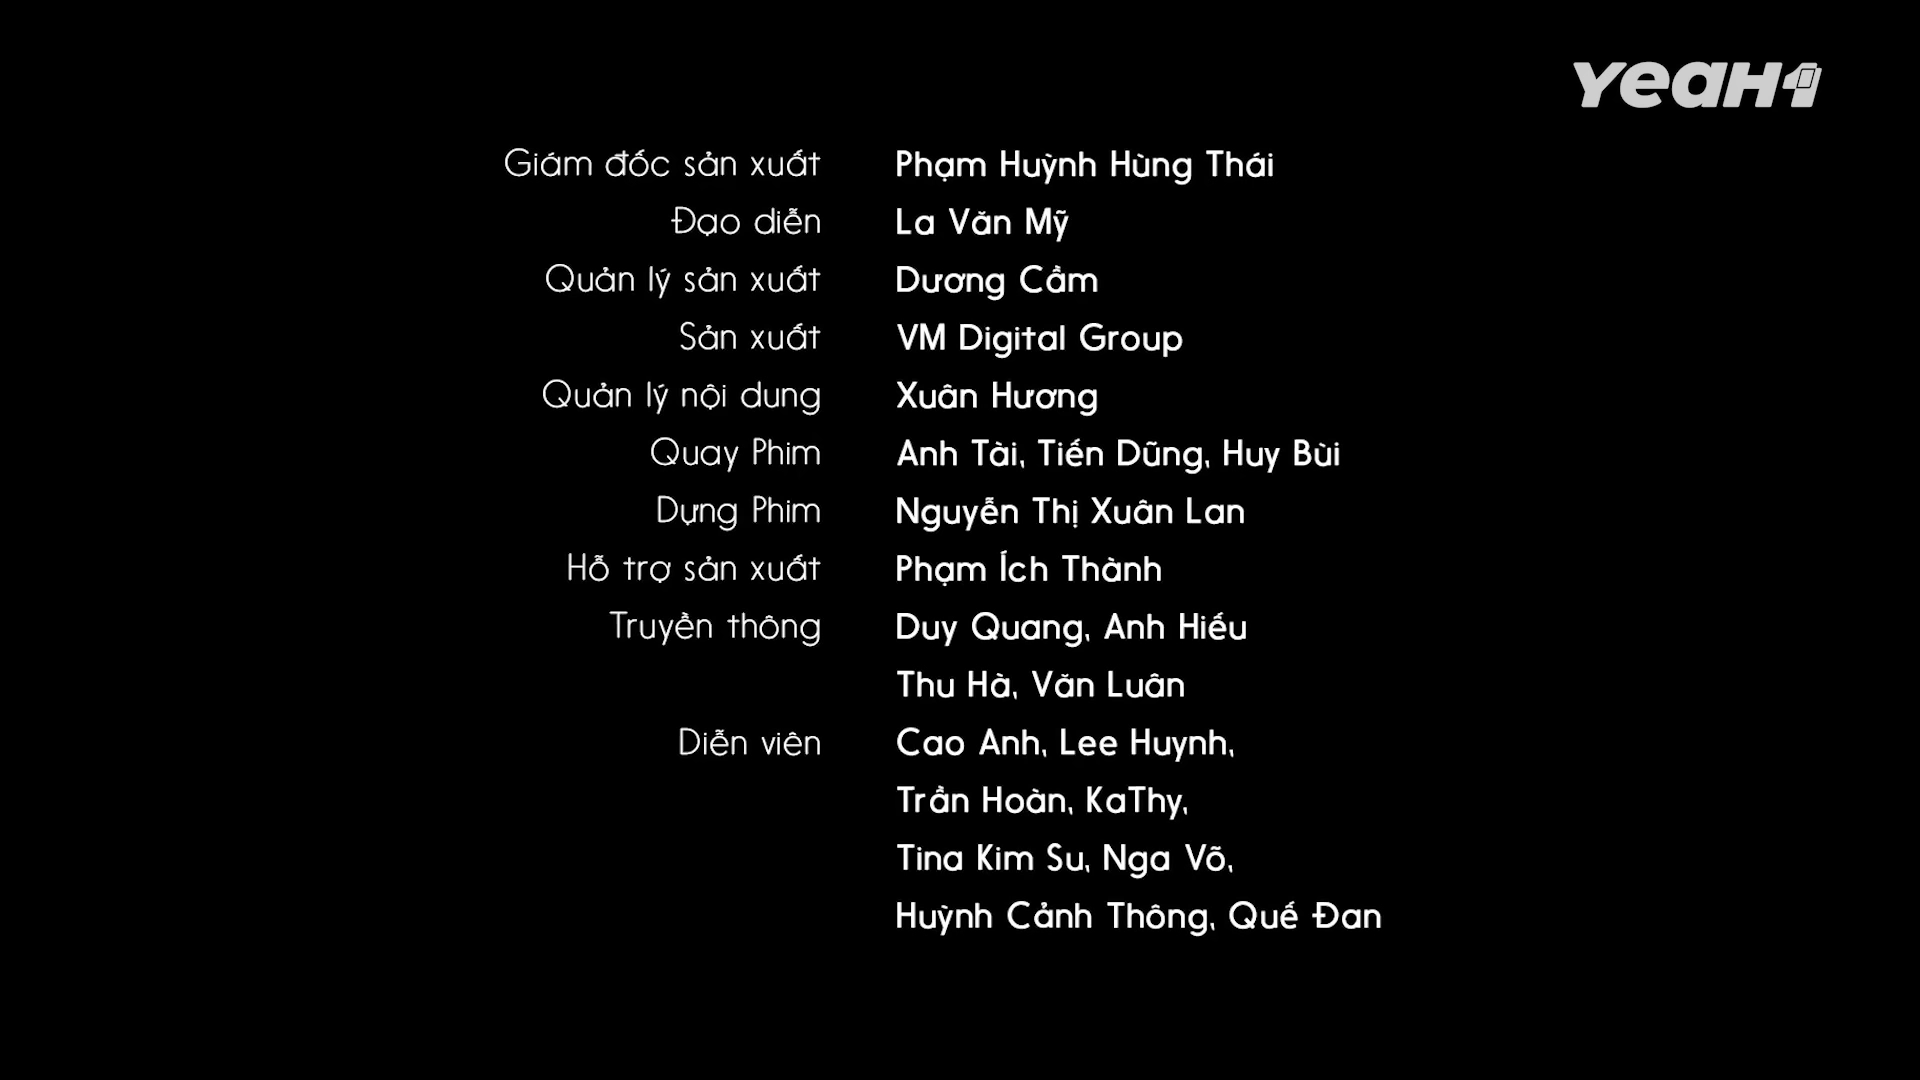 YEAH1
Giám đốc sản xuất Phạm Huỳnh Hùng Thái
Đạo diễn La Văn Mỹ
Quản lý sản xuất Dương Cầm
Sản xuất VM Digital Group
Quản lý nội dung Xuân Hương
Quay Phim Anh Tài, Tiến Dũng, Huy Bùi
Dựng Phim Nguyễn Thị Xuân Lan
Hỗ trợ sản xuất Phạm Ích Thành
Truyền thông Duy Quang, Anh Hiếu
Thu Hà, Văn Luân
Diễn viên Cao Anh, Lee Huynh,
Trần Hoàn, KaThy,
Tina Kim Su, Nga Võ,
Huỳnh Cảnh Thông, Quế Đan